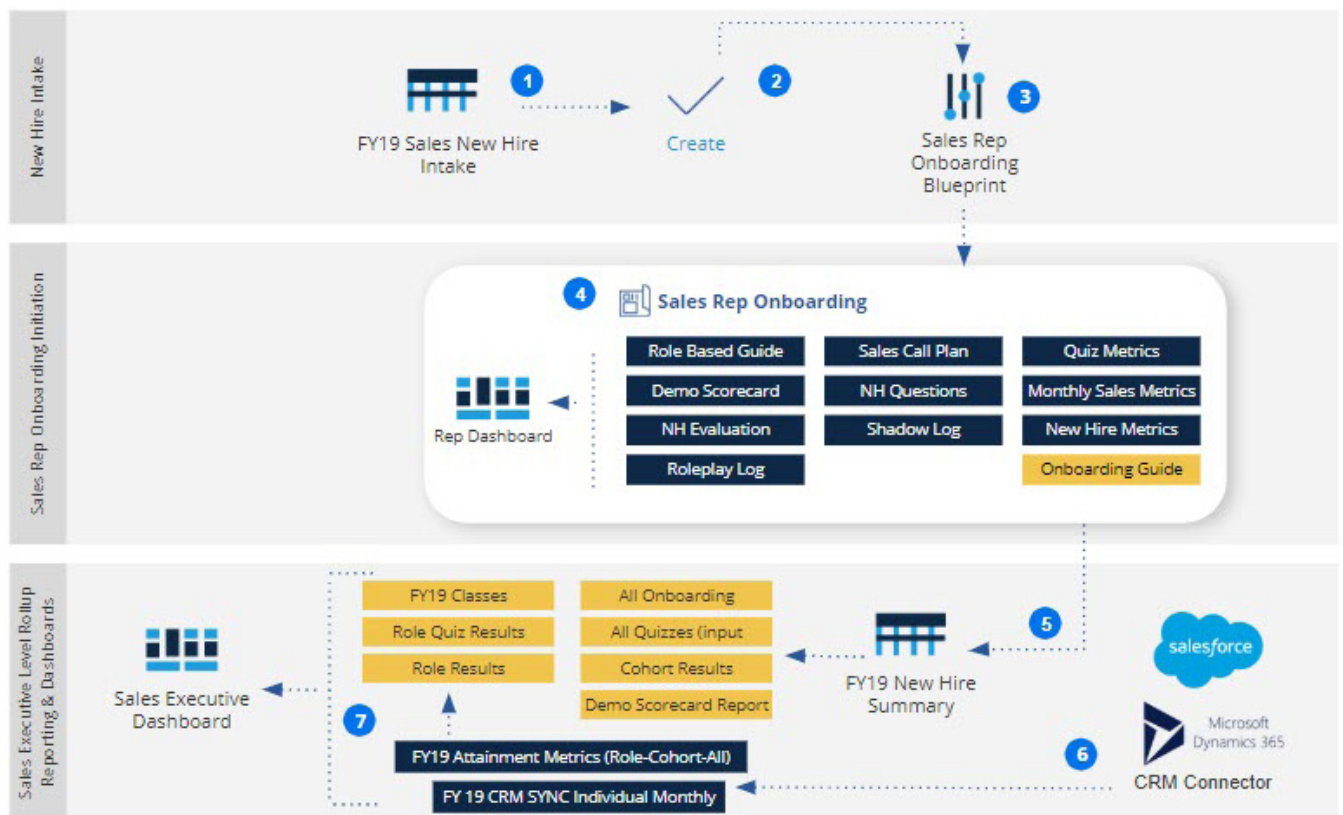 New Hire Intake
1
2
3
FY19 Sales New Hire
Intake
Create
Sales Rep
Onboarding
Blueprint
Sales Rep Onboarding Initiation
4
Sales Rep Onboarding
Rep Dashboard
Role Based Guide
Sales Call Plan
Quiz Metrics
Demo Scorecard
NH Questions
Monthly Sales Metrics
NH Evaluation
Shadow Log
New Hire Metrics
Roleplay Log
Onboarding Guide
Sales Executive Level Rollup
Reporting & Dashboards
Sales Executive
Dashboard
FY19 Classes
All Onboarding
Role Quiz Results
All Quizzes (input
Role Results
Cohort Results
Demo Scorecard Report
5
FY19 New Hire
Summary
salesforce
Microsoft
Dynamics 365
CRM Connector
6
7
FY19 Attainment Metrics (Role-Cohort-All)
FY 19 CRM SYNC Individual Monthly